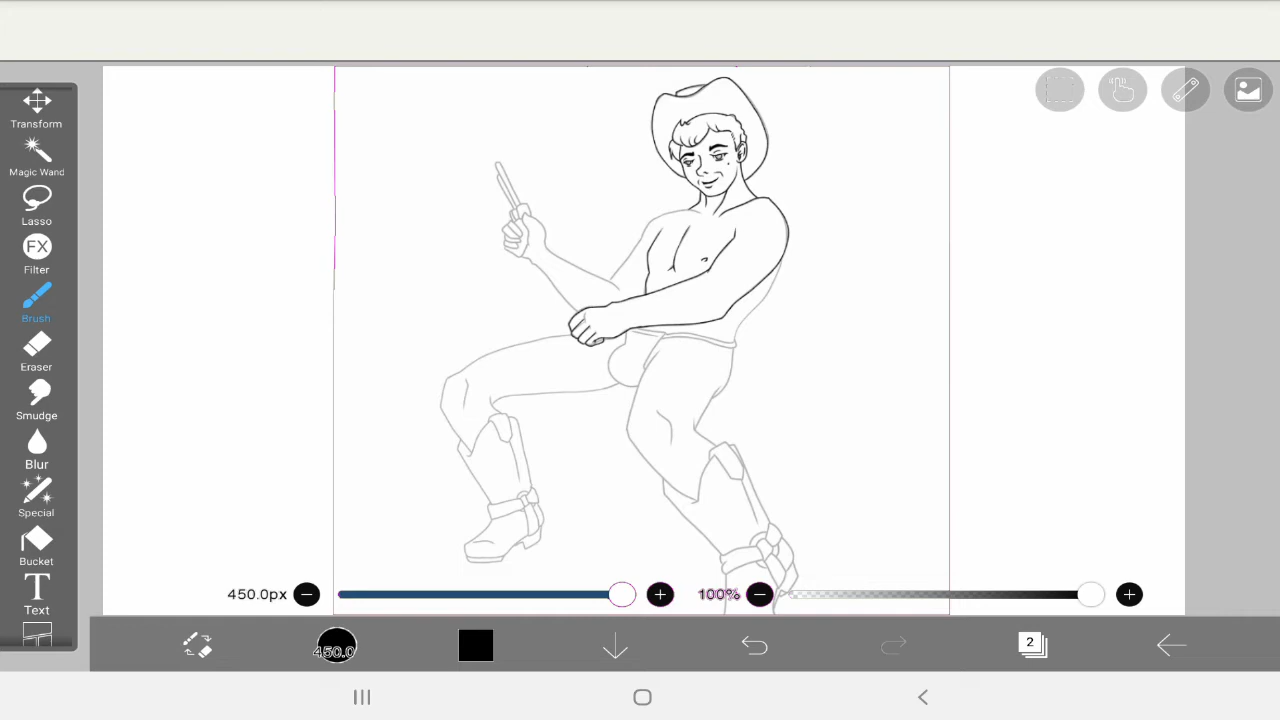 Transform
Magic Wand
Lasso
FX
Filter
Brush
Eraser
Smudge
Blur
Special
Bucket
T
Text
450.0px
100%
450.0
2